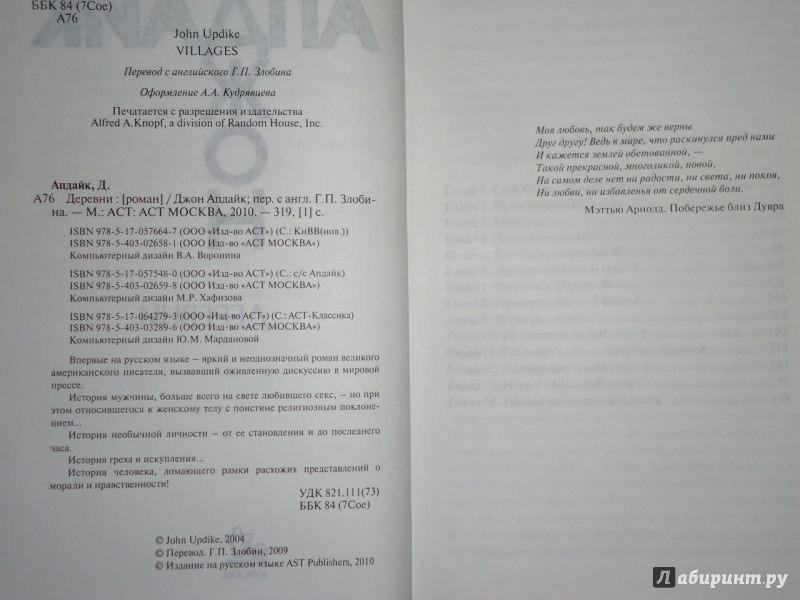 ББК 84 (7Сое)
А76
John Updike
VILLAGES
Перевод с английского Г.П. Злобина
Оформление А.А. Кудрявцева
Печатается с разрешения издательства
Alfred A.Knopf, a division of Random House, Inc.
Апдайк, Д.
А76 Деревни : [роман] / Джон Апдайк; пер. с англ. Г.П. Злоби-
на. — М.: АСТ: АСТ МОСКВА, 2010. — 319, [1] с.
ISBN 978-5-17-057664-7 (ООО «Изд-во АСТ») (С.: КнВВ(нов.))
ISBN 978-5-403-02658-1 (ООО Изд-во «АСТ МОСКВА»)
Компьютерный дизайн В.А. Воронина
ISBN 978-5-17-057548-0 (ООО «Изд-во АСТ») (С.: с/с Апдайк)
ISBN 978-5-403-02659-8 (ООО Изд-во «АСТ МОСКВА»)
Компьютерный дизайн М.Р. Хафизова
ISBN 978-5-17-064279-3 (ООО «Изд-во АСТ») (С.: АСТ-Классика)
ISBN 978-5-403-03289-6 (ООО Изд-во «АСТ МОСКВА»)
Компьютерный дизайн Ю.М. Мардановой
Впервые на русском языке – яркий и неоднозначный роман великого
американского писателя, вызвавший оживленную дискуссию в мировой
прессе.
История мужчины, больше всего на свете любившего секс, – но при
этом относившегося к женскому телу с поистине религиозным поклоне-
нием...
История необычной личности – от ее становления и до последнего
часа.
История греха и искупления...
История человека, ломающего рамки расхожих представлений о
морали и нравственности!
УДК 821.111(73)
ББК 84 (7Сое)
© John Updike, 2004
© Перевод. Г.П. Злобин, 2009
© Издание на русском языке AST Publishers, 2010
Моя любовь, так будем же верны
Друг другу! Ведь в мире, что раскинулся пред нами
И кажется землей обетованной, —
Такой прекрасной, многоликой, новой,
На самом деле нет ни радости, ни света, ни покоя,
Ни любви, ни избавленья от сердечной боли.
Мэттью Арнолд. Побережье близ Дувра
Лабиринт.ру